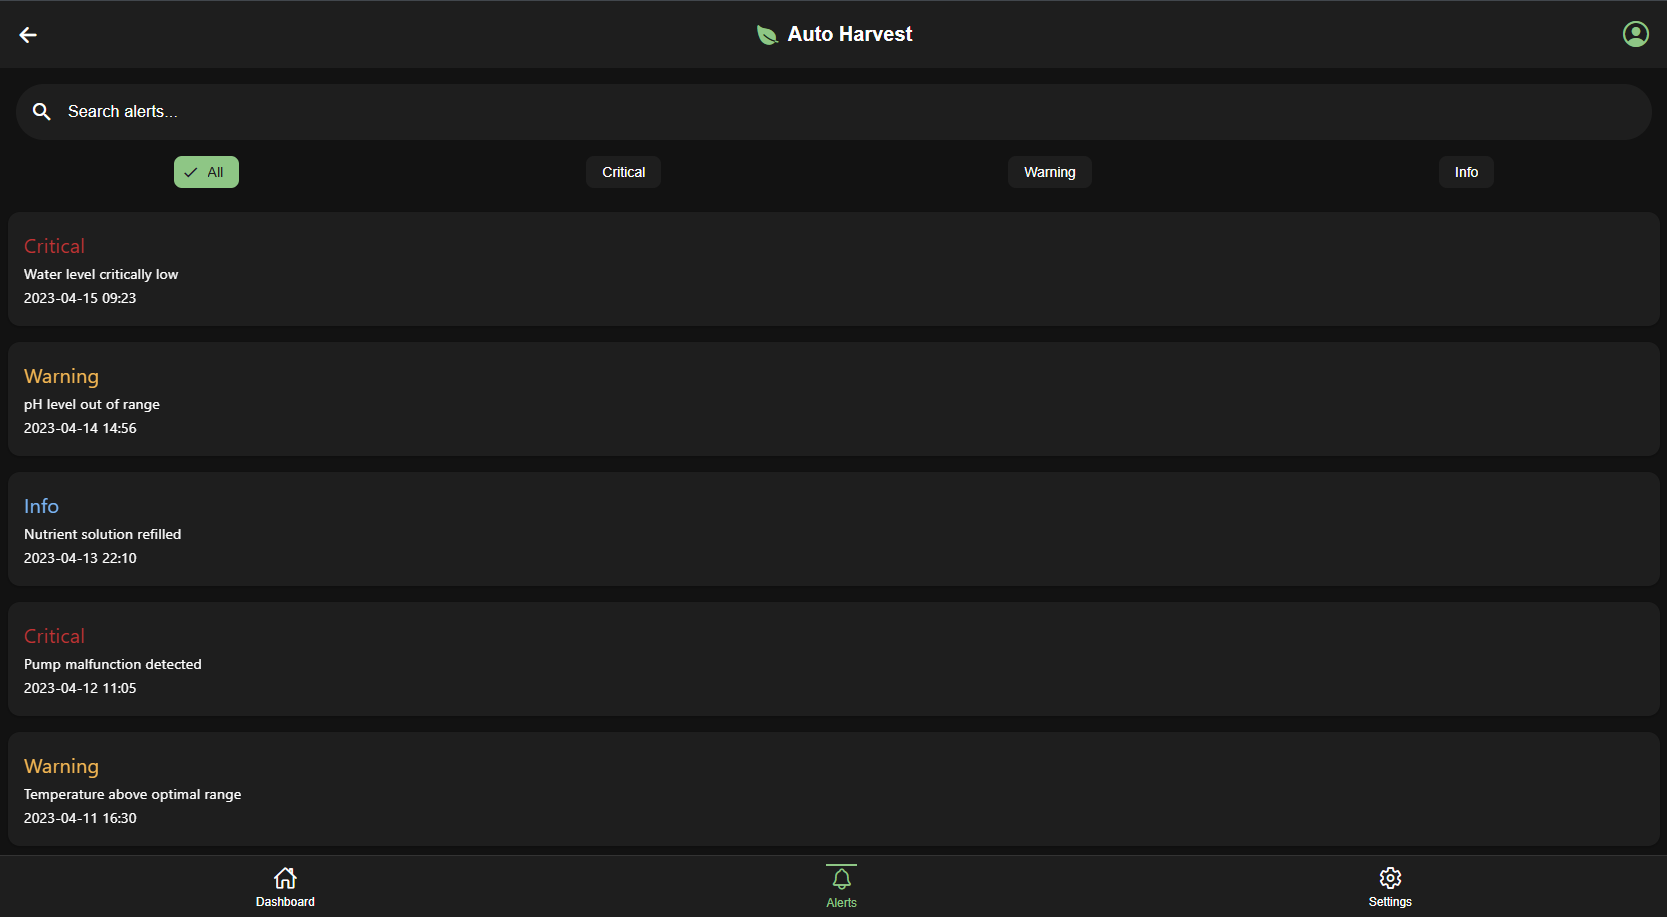 Auto Harvest
Search alerts...
All
Critical
Warning
Info
Critical
Water level critically low
2023-04-15 09:23
Warning
pH level out of range
2023-04-14 14:56
Info
Nutrient solution refilled
2023-04-13 22:10
Critical
Pump malfunction detected
2023-04-12 11:05
Warning
Temperature above optimal range
2023-04-11 16:30
Dashboard
Alerts
Settings